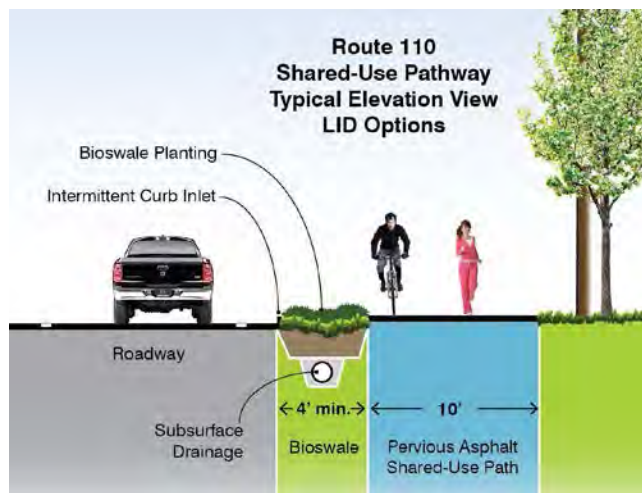 Route 110
Shared-Use Pathway
Typical Elevation View
LID Options
Bioswale Planting
Intermittent Curb Inlet
Roadway
Subsurface
Drainage
4' min.
Bioswale
10'
Pervious Asphalt
Shared-Use Path